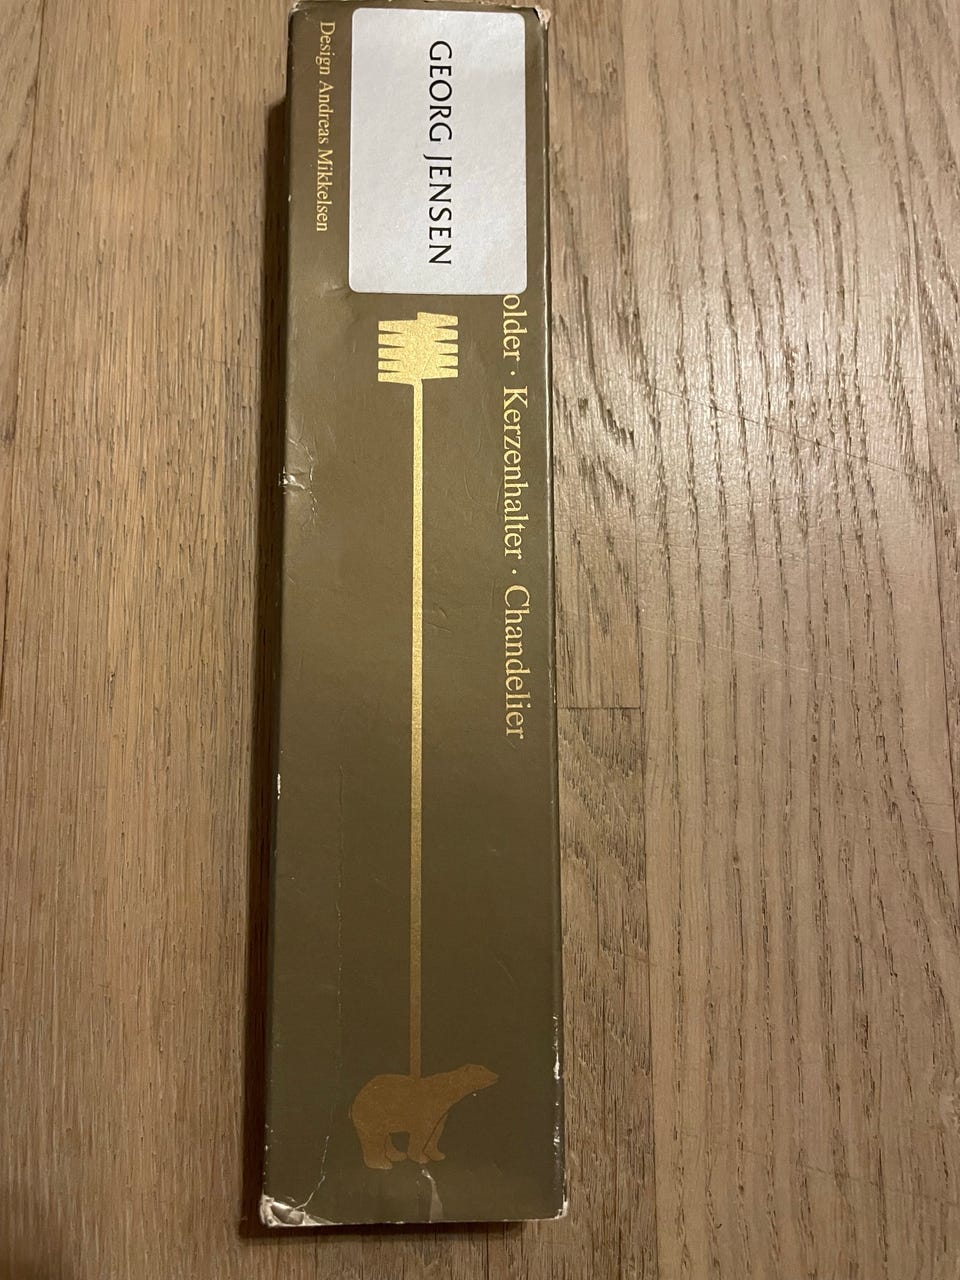 GEORG JENSEN
older · Kerzenhalter · Chandelier
Design Andreas Mikkelsen